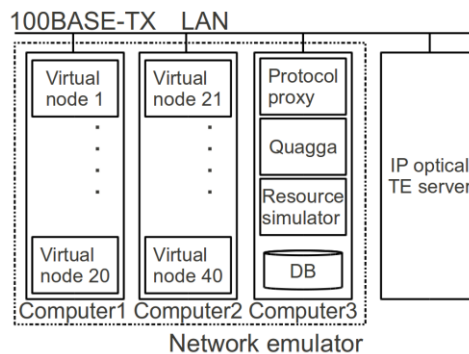 100BASE-TX LAN
Virtual
node 1
Virtual
node 20
Computer1
Virtual
node 21
Virtual
node 40
Computer2
Protocol
proxy
Quagga
Resource
simulator
DB
Computer3
IP optical
TE server
Network emulator